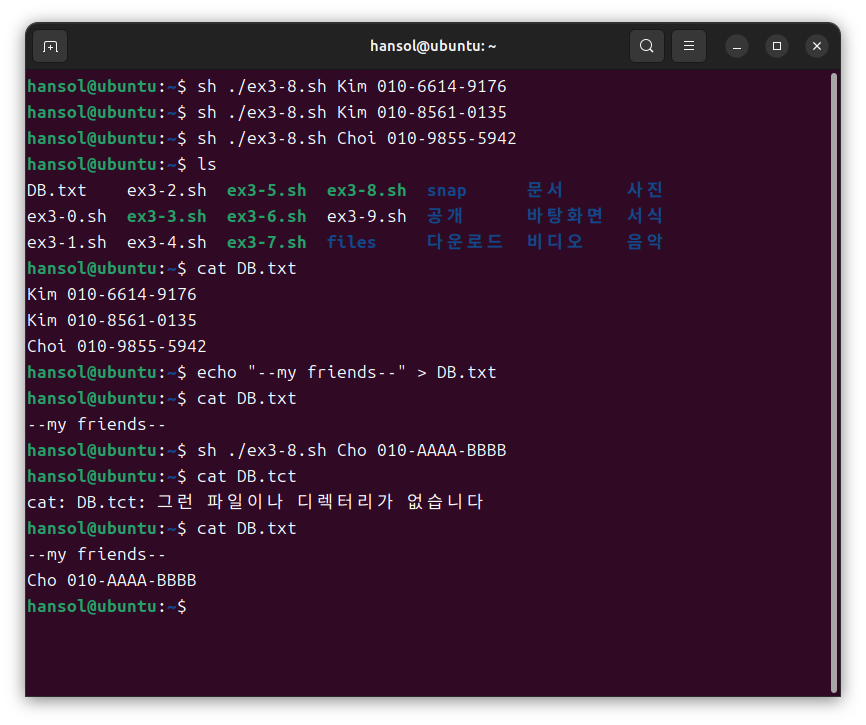 hansol@ubuntu: ~
hansol@ubuntu:~$ sh ./ex3-8.sh Kim 010-6614-9176
hansol@ubuntu:~$ sh ./ex3-8.sh Kim 010-8561-0135
hansol@ubuntu:~$ sh ./ex3-8.sh Choi 010-9855-5942
hansol@ubuntu:~$ ls
DB.txt ex3-2.sh ex3-5.sh ex3-8.sh snap 문서 사진
ex3-0.sh ex3-3.sh ex3-6.sh ex3-9.sh 공개 바탕화면 서식
ex3-1.sh ex3-4.sh ex3-7.sh files 다운로드 비디오 음악
hansol@ubuntu:~$ cat DB.txt
Kim 010-6614-9176
Kim 010-8561-0135
Choi 010-9855-5942
hansol@ubuntu:~$ echo "--my friends--" > DB.txt
hansol@ubuntu:~$ cat DB.txt
--my friends--
hansol@ubuntu:~$ sh ./ex3-8.sh Cho 010-AAAA-BBBB
hansol@ubuntu:~$ cat DB.tct
cat: DB.tct: 그런 파일이나 디렉터리가 없습니다
hansol@ubuntu:~$ cat DB.txt
--my friends--
Cho 010-AAAA-BBBB
hansol@ubuntu:~$